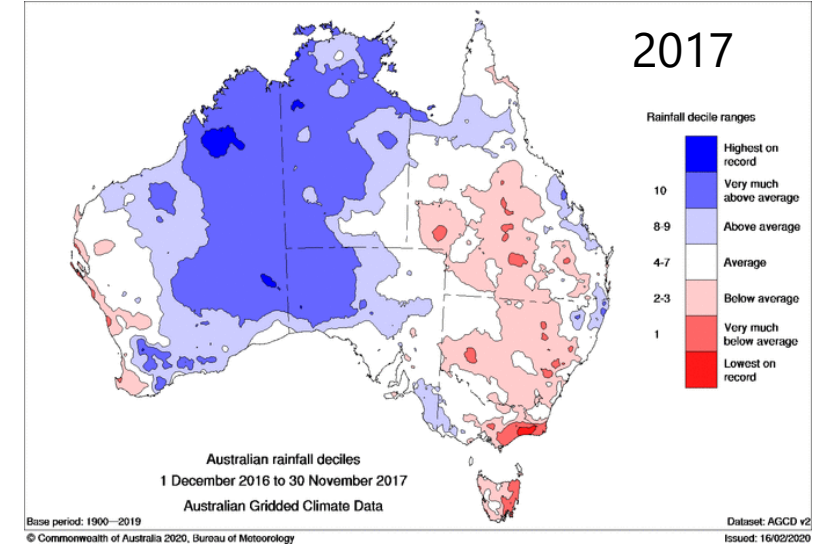 2017
Rainfall decile ranges
Highest on
record
10
Very much
above average
8-9
Above average
4-7
Average
2-3
Below average
1
Very much
below average
Lowest on
record
Australian rainfall deciles
1 December 2016 to 30 November 2017
Australian Gridded Climate Data
Base period: 1900—2019
Dataset: AGCD v2
© Commonwealth of Australia 2020, Bureau of Meteorology
Issued: 16/02/2020